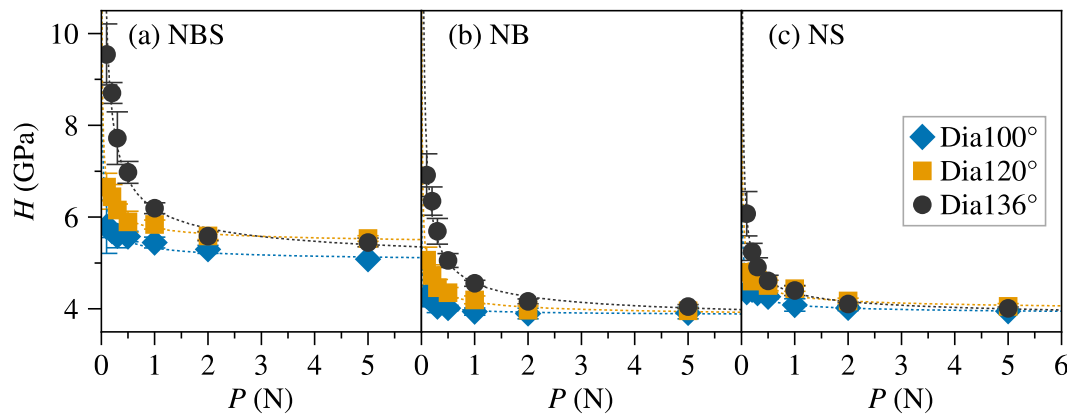 10
8
6
4
H (GPa)
(a) NBS
(b) NB
(c) NS
Dia100°
Dia120°
Dia136°
0 1 2 3 4 5 0 1 2 3 4 5 0 1 2 3 4 5 6
P (N) P (N) P (N)